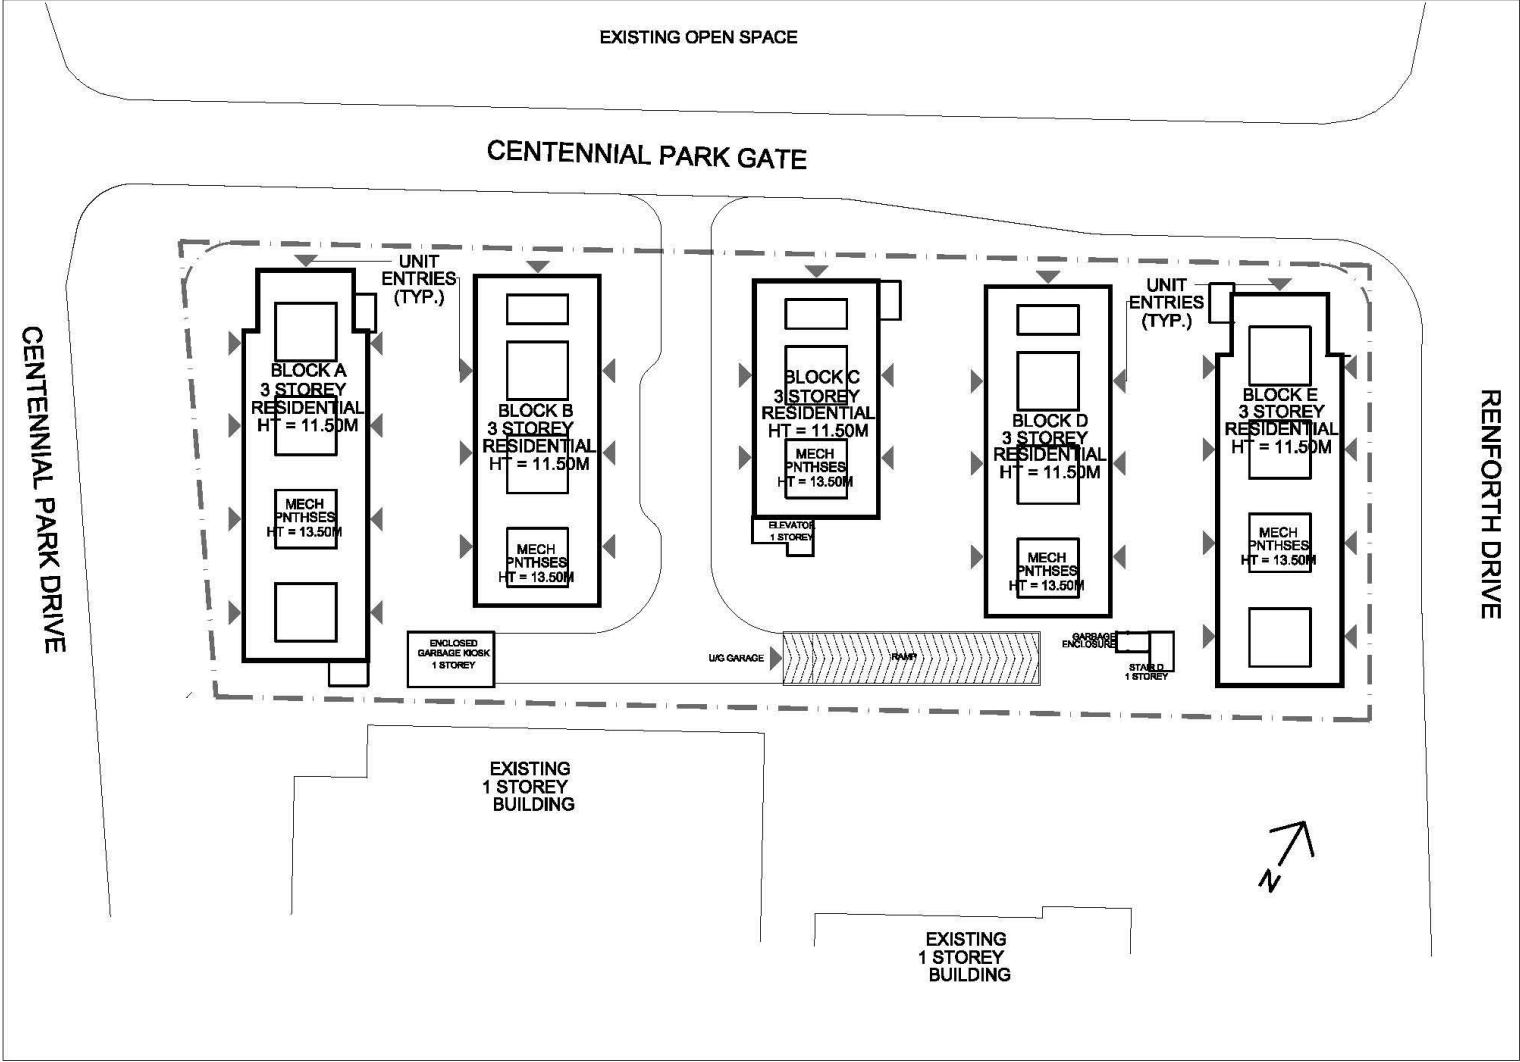 EXISTING OPEN SPACE
CENTENNIAL PARK GATE
UNIT
ENTRIES
(TYP.)
UNIT
ENTRIES
(TYP.)
CENTENNIAL PARK DRIVE
BLOCK A
3 STOREY
RESIDENTIAL
HT = 11.50M
MECH
PNTHSES
HT = 13.50M
BLOCK B
3 STOREY
RESIDENTIAL
HT = 11.50M
MECH
PNTHSES
HT = 13.50M
BLOCK C
3 STOREY
RESIDENTIAL
HT = 11.50M
MECH
PNTHSES
HT = 13.50M
ELEVATOR
1 STOREY
BLOCK D
3 STOREY
RESIDENTIAL
HT = 11.50M
MECH
PNTHSES
HT = 13.50M
BLOCK E
3 STOREY
RESIDENTIAL
HT = 11.50M
MECH
PNTHSES
HT = 13.50M
RENFORTH DRIVE
ENCLOSED
GARBAGE KIOSK
1 STOREY
U/G GARAGE
RAMP
GARBAGE
ENCLOSURE
STAIR D
1 STOREY
EXISTING
1 STOREY
BUILDING
N
EXISTING
1 STOREY
BUILDING